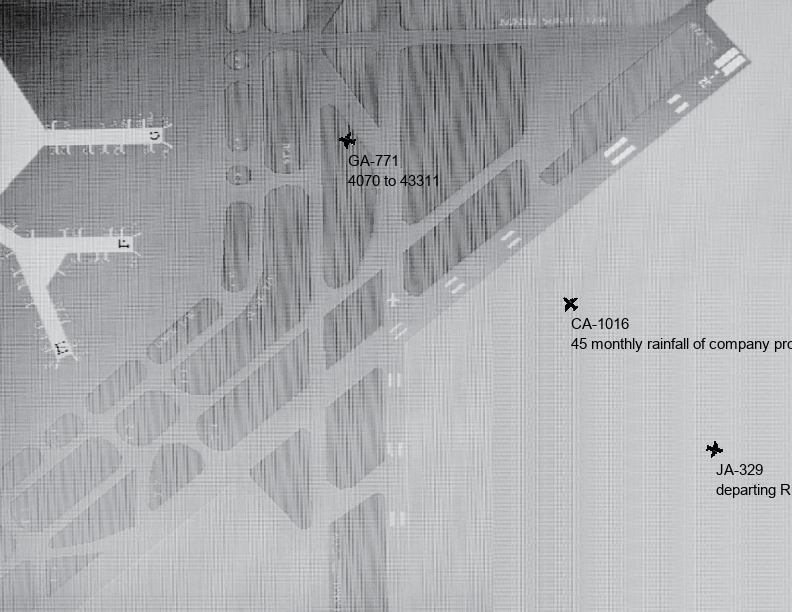 G
GA-771
4070 to 43311
F
CA-1016
45 monthly rainfall of company pro
JA-329
departing R